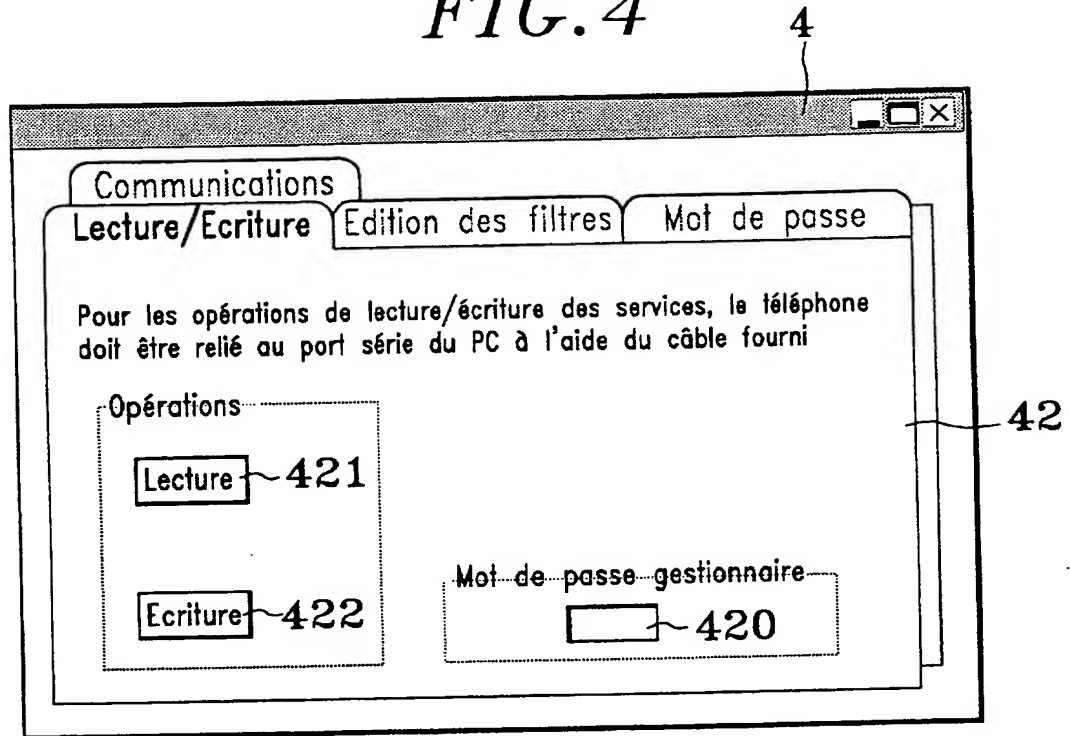 FIG. 4
4
Communications
Lecture/Ecriture Edition des filtres Mot de passe
Pour les opérations de lecture/écriture des services, le téléphone
doit être relié au port série du PC à l'aide du câble fourni
42
Opérations
Lecture 421
Mot de passe gestionnaire
Ecriture 422
420